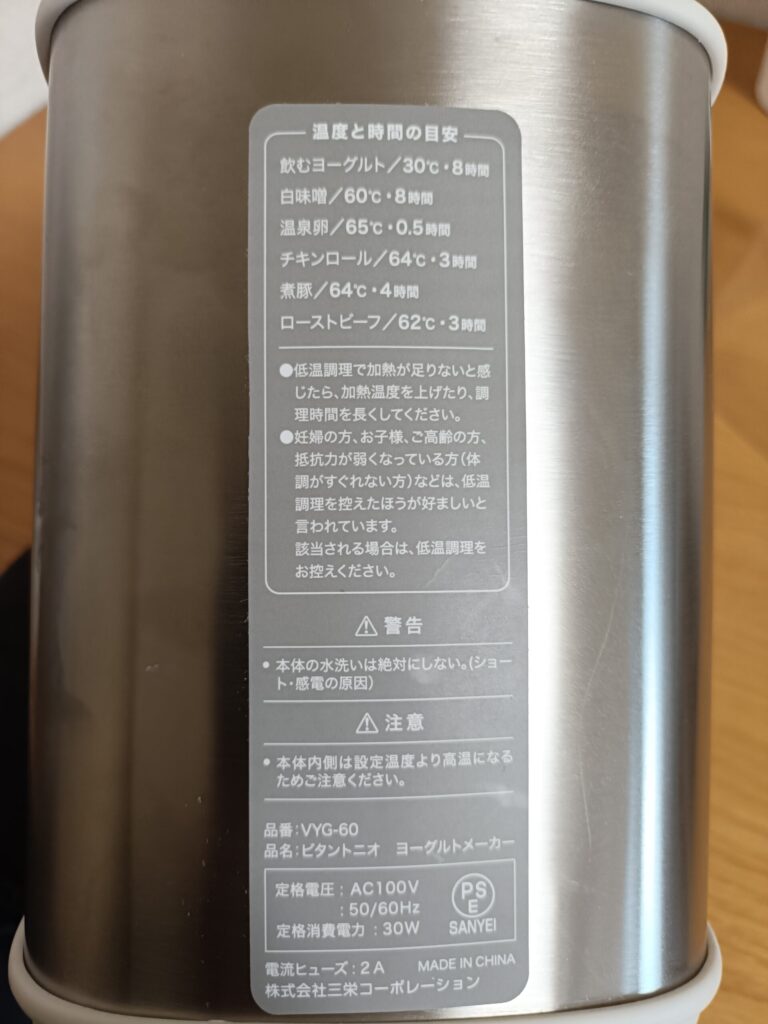 温度と時間の目安
飲むヨーグルト/30℃・8時間
白味噌/60℃・8時間
温泉卵/65℃・0.5時間
チキンロール/64℃・3時間
煮豚/64℃・4時間
ローストビーフ/62℃・3時間
●低温調理で加熱が足りないと感
じたら、加熱温度を上げたり、調
理時間を長くしてください。
●妊婦の方、お子様、ご高齢の方、
抵抗力が弱くなっている方(体
調がすぐれない方)などは、低温
調理を控えたほうが好ましいと
言われています。
該当される場合は、低温調理を
お控えください。
⚠警告
•本体の水洗いは絶対にしない。(ショー
ト・感電の原因)
⚠注意
•本体内側は設定温度より高温になる
ためご注意ください。
品番:VYG-60
品名:ビタントニオ ヨーグルトメーカー
定格電圧:AC100V
:50/60Hz
定格消費電力:30W
PS
E
SANYEI
電流ヒューズ:2A MADE IN CHINA
株式会社三栄コーポレーション